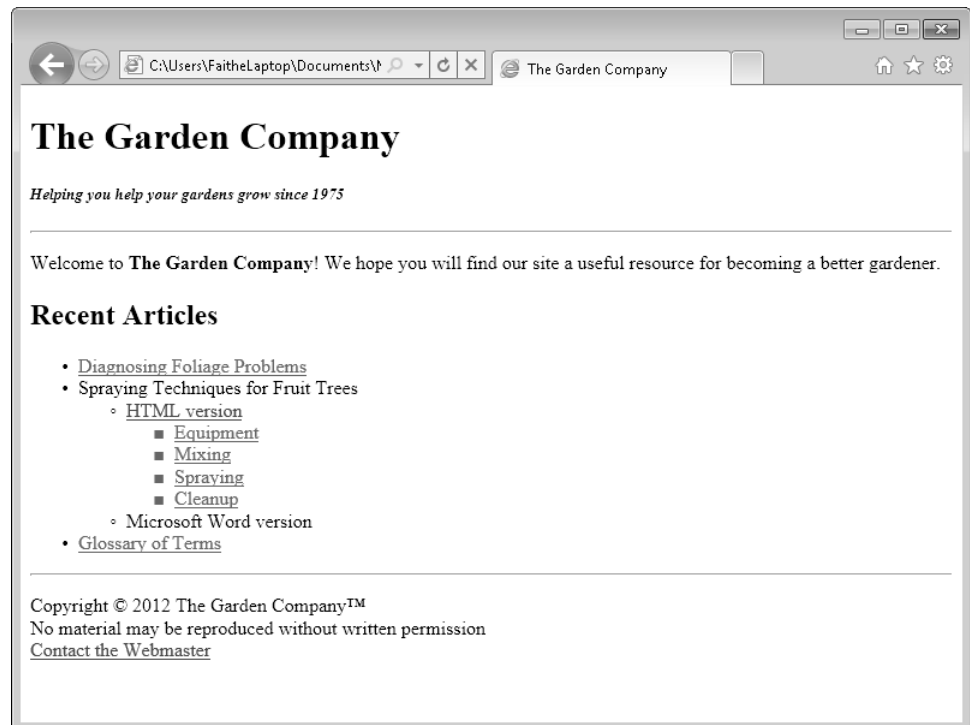 C:\Users\FaitheLaptop\Documents\
The Garden Company
The Garden Company
Helping you help your gardens grow since 1975
Welcome to The Garden Company! We hope you will find our site a useful resource for becoming a better gardener.
Recent Articles
• Diagnosing Foliage Problems
• Spraying Techniques for Fruit Trees
◦ HTML version
▪ Equipment
▪ Mixing
▪ Spraying
▪ Cleanup
◦ Microsoft Word version
• Glossary of Terms
Copyright © 2012 The Garden Company™
No material may be reproduced without written permission
Contact the Webmaster